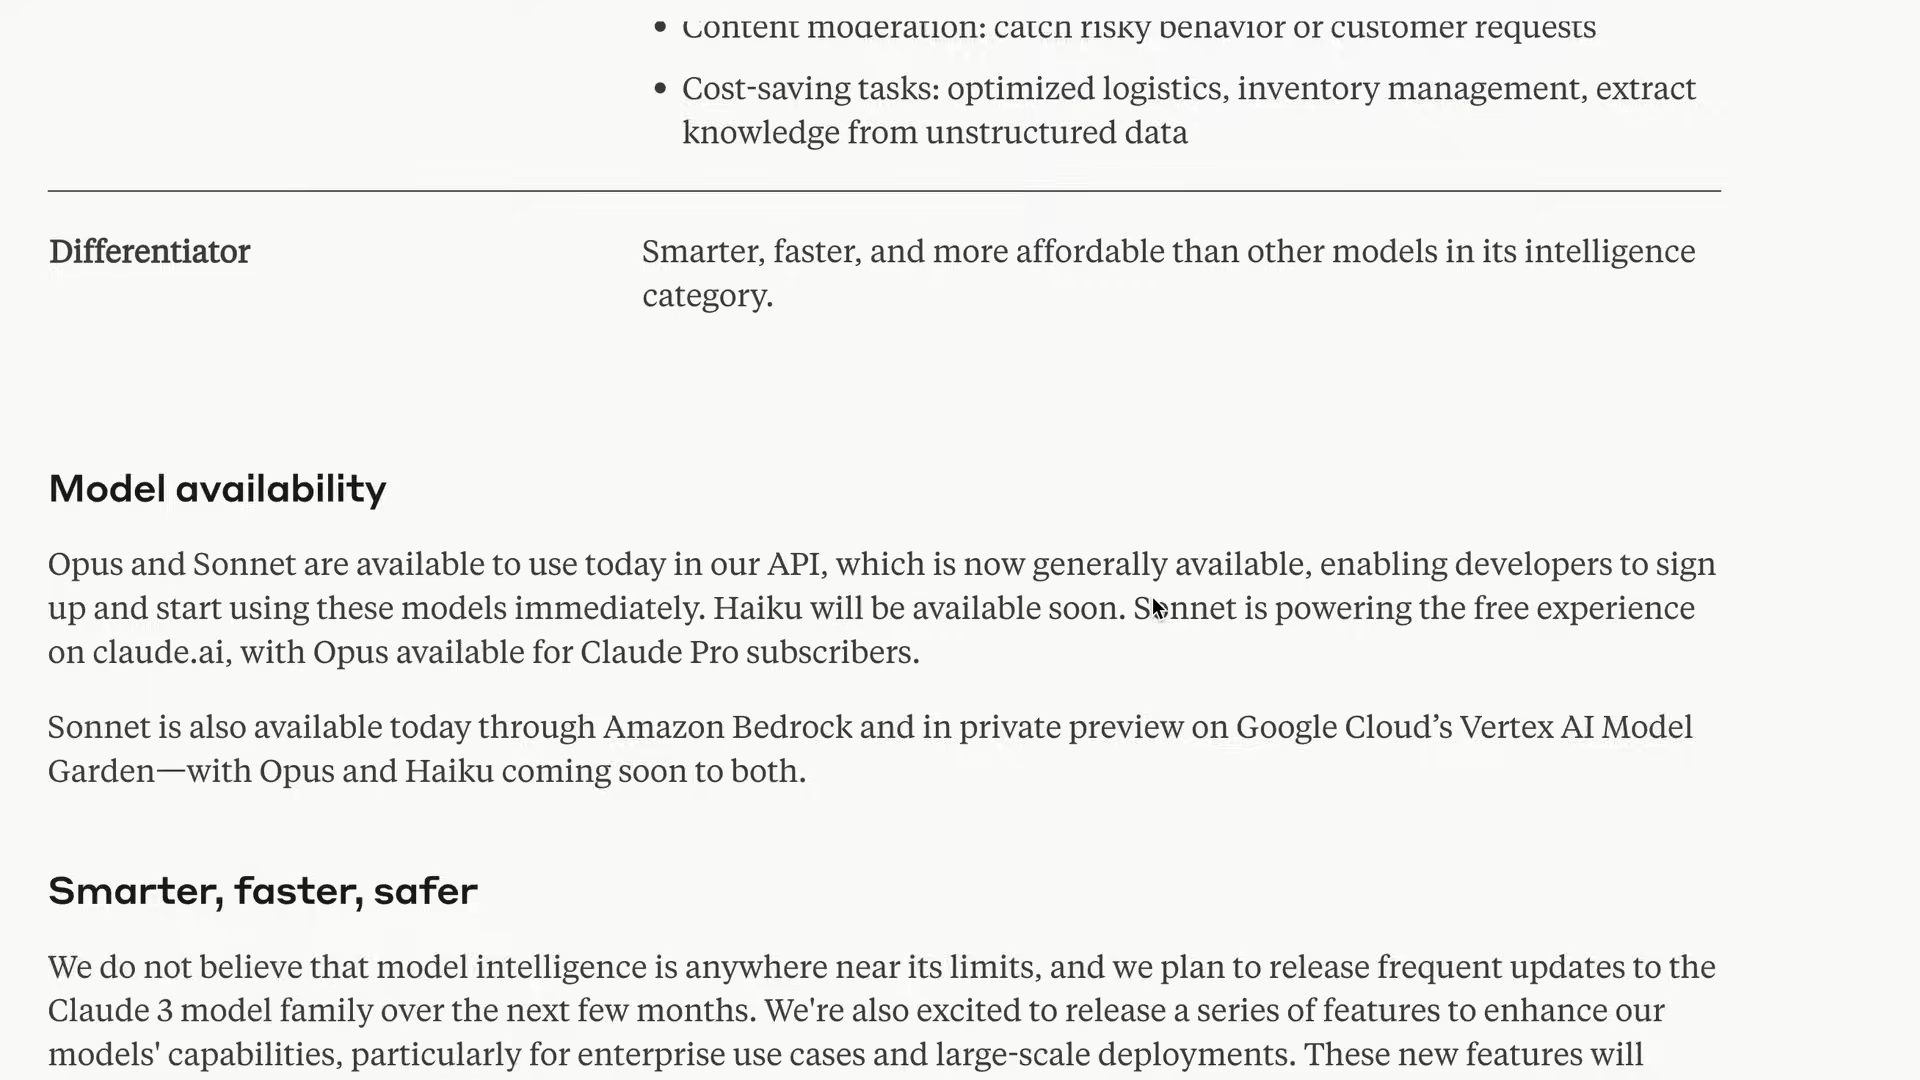 • Content moderation: catch risky behavior or customer requests
• Cost-saving tasks: optimized logistics, inventory management, extract
knowledge from unstructured data
Differentiator
Smarter, faster, and more affordable than other models in its intelligence
category.
Model availability
Opus and Sonnet are available to use today in our API, which is now generally available, enabling developers to sign
up and start using these models immediately. Haiku will be available soon. Sonnet is powering the free experience
on claude.ai, with Opus available for Claude Pro subscribers.
Sonnet is also available today through Amazon Bedrock and in private preview on Google Cloud’s Vertex AI Model
Garden—with Opus and Haiku coming soon to both.
Smarter, faster, safer
We do not believe that model intelligence is anywhere near its limits, and we plan to release frequent updates to the
Claude 3 model family over the next few months. We're also excited to release a series of features to enhance our
models' capabilities, particularly for enterprise use cases and large-scale deployments. These new features will